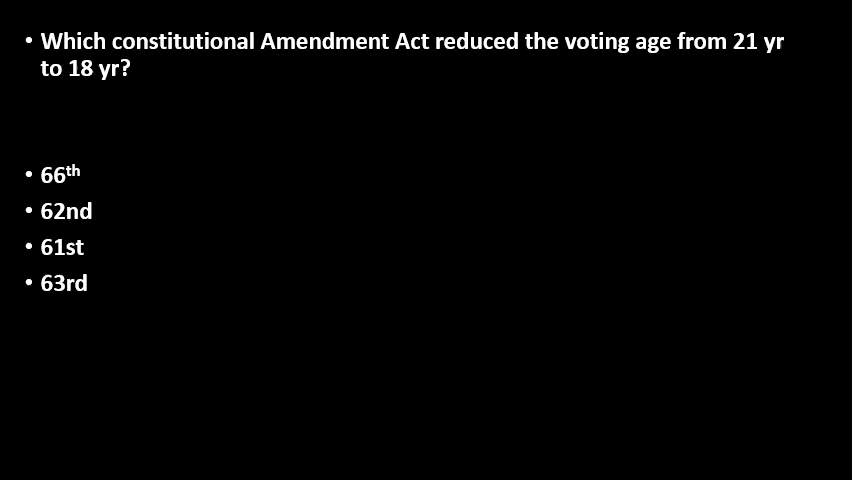 • Which constitutional Amendment Act reduced the voting age from 21 yr
to 18 yr?
• 66th
• 62nd
• 61st
• 63rd